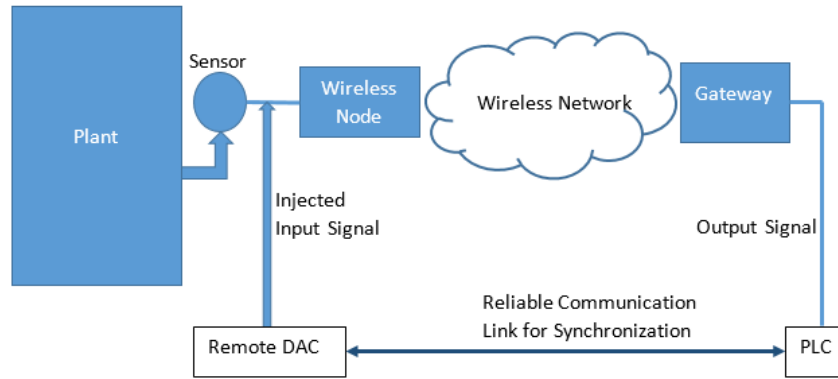 Sensor
Plant
Wireless
Node
Wireless Network
Gateway
Injected
Input Signal
Output Signal
Reliable Communication
Link for Synchronization
Remote DAC
PLC